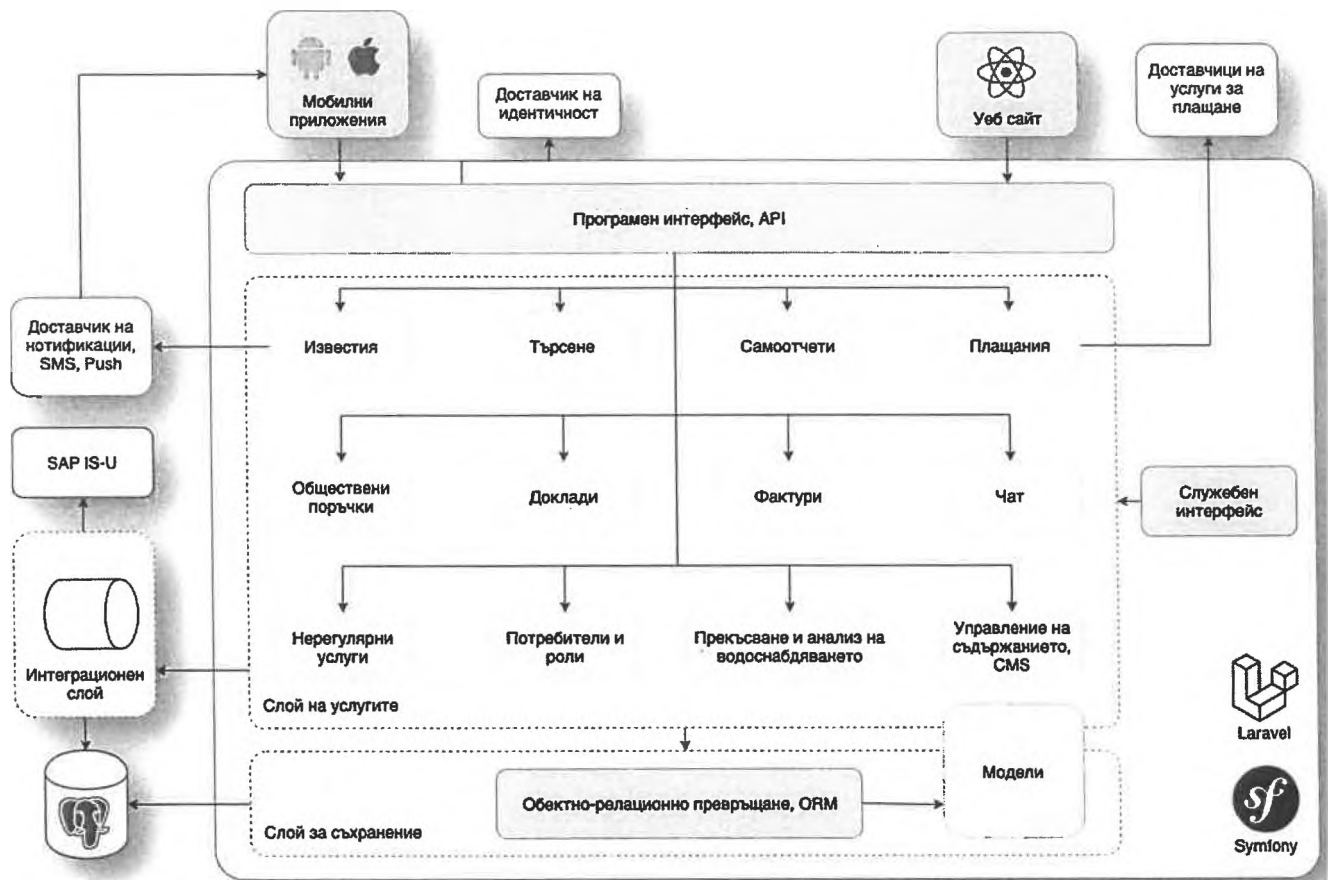 Мобилни
приложения
Доставчик на
идентичност
Уеб сайт
Доставчици на
услуги за
плащане
Програмен интерфейс, API
Доставчик на
нотификации,
SMS, Push
Известия
Търсене
Самоотчети
Плащания
SAP IS-U
Обществени
поръчки
Доклади
Фактури
Чат
Служебен
интерфейс
Интеграционен
слой
Нерегулярни
услуги
Потребители и
роли
Прекъсване и анализ на
водоснабдяването
Управление на
съдържанието,
CMS
Слой на услугите
Laravel
Модели
Обектно-релационно превръщане, ORM
Слой за съхранение
sf
Symfony